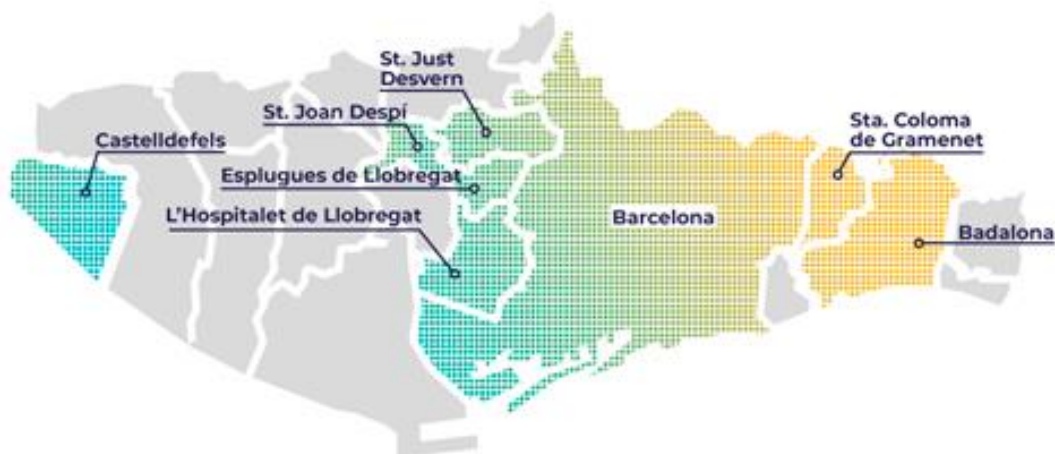 St. Just
Desvern
St. Joan Despí
Castelldefels
Esplugues de Llobregat
L'Hospitalet de Llobregat
Barcelona
Sta. Coloma
de Gramenet
Badalona